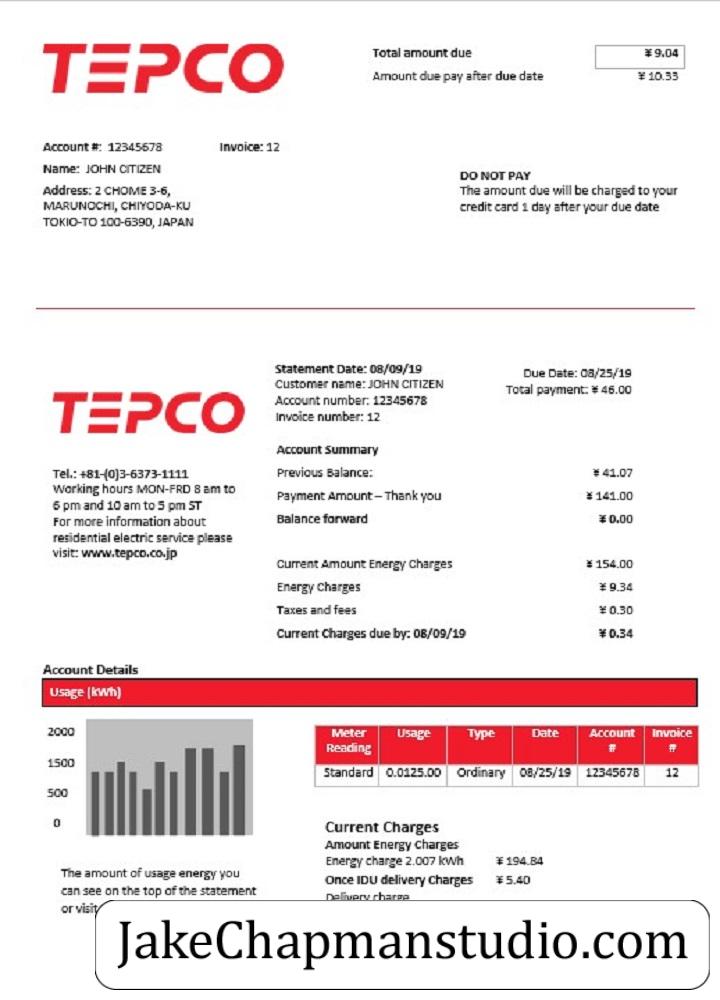 TEPCO
Total amount due ¥ 9.04
Amount due pay after due date ¥ 10.33
Account #: 12345678 Invoice: 12
Name: JOHN CITIZEN
Address: 2 CHOME 3-6,
MARUNOCHI, CHIYODA-KU
TOKIO-TO 100-6390, JAPAN
DO NOT PAY
The amount due will be charged to your
credit card 1 day after your due date
TEPCO
Tel.: +81-(0)3-6373-1111
Working hours MON-FRD 8 am to
6 pm and 10 am to 5 pm ST
For more information about
residential electric service please
visit: www.tepco.co.jp
Statement Date: 08/09/19
Customer name: JOHN CITIZEN
Account number: 12345678
Invoice number: 12
Due Date: 08/25/19
Total payment: ¥ 46.00
Account Summary
Previous Balance: ¥ 41.07
Payment Amount – Thank you ¥ 141.00
Balance forward ¥ 0.00
Current Amount Energy Charges ¥ 154.00
Energy Charges ¥ 9.34
Taxes and fees ¥ 0.30
Current Charges due by: 08/09/19 ¥ 0.34
Account Details
Usage (kWh)
2000
1500
500
0
The amount of usage energy you
can see on the top of the statement
or visit
Meter Reading Usage Type Date Account # Invoice #
Standard 0.0125.00 Ordinary 08/25/19 12345678 12
Current Charges
Amount Energy Charges
Energy charge 2.007 kWh ¥ 194.84
Once IDU delivery Charges ¥ 5.40
Delivery charge
JakeChapmanstudio.com